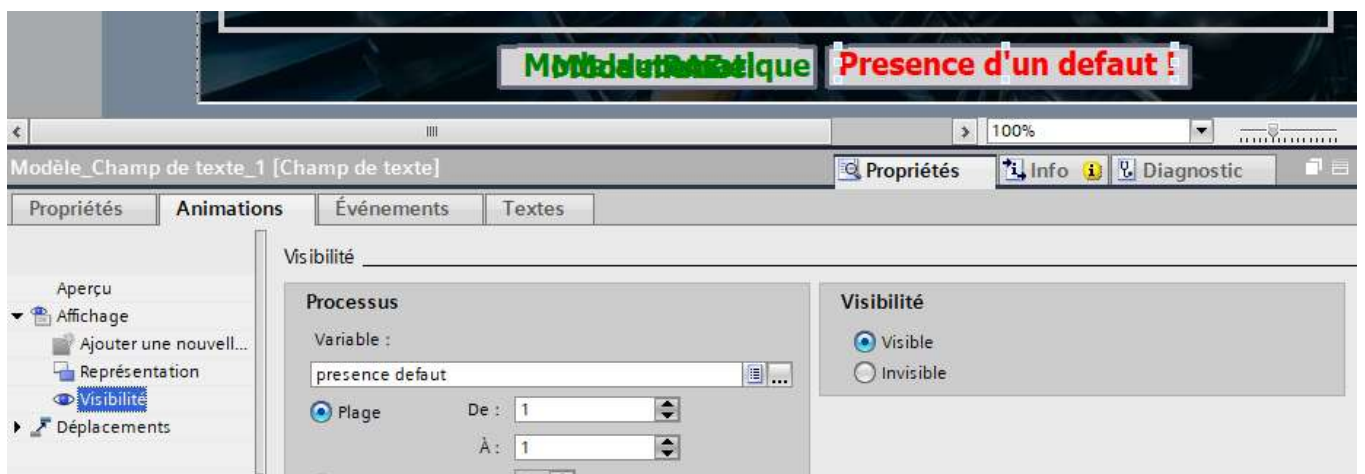 Presence d'un defaut !
100%
Modèle_Champ de texte_1 [Champ de texte]
Propriétés
Info
Diagnostic
Propriétés
Animations
Événements
Textes
Visibilité
Aperçu
Affichage
Ajouter une nouvell...
Représentation
Visibilité
Déplacements
Processus
Variable :
presence defaut
...
Plage
De : 1
À : 1
Visibilité
Visible
Invisible